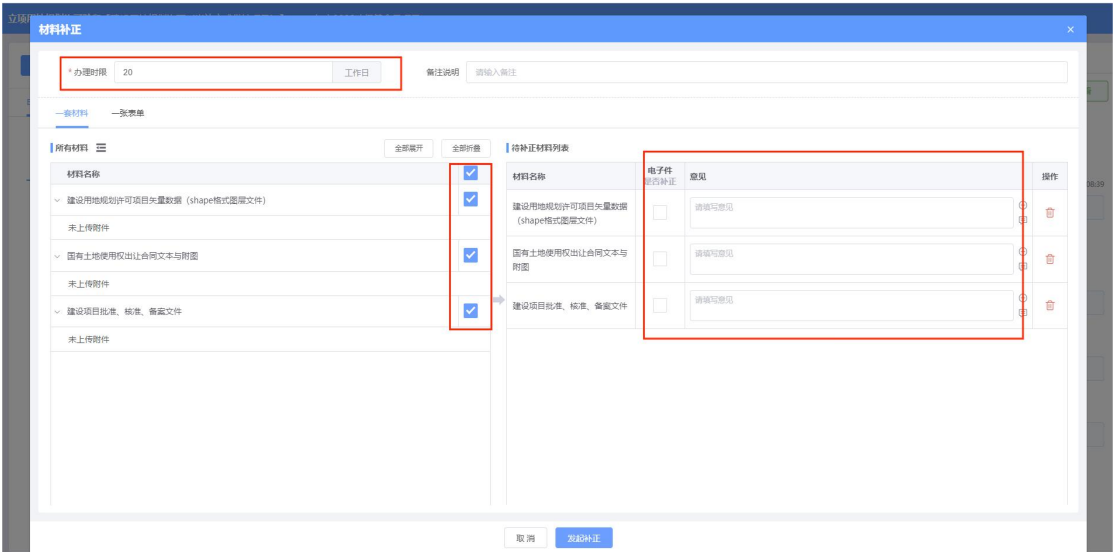 材料补正
* 办理时限 20 工作日 备注说明 请输入备注
一套材料 一张表单
所有材料 全部展开 全部折叠 待补正材料列表
材料名称
建设用地规划许可项目矢量数据（shape格式图层文件）
未上传附件
国有土地使用权出让合同文本与附图
未上传附件
建设项目批准、核准、备案文件
未上传附件
材料名称 电子件 意见 操作
是否补正
建设用地规划许可项目矢量数据 请填写意见
（shape格式图层文件）
国有土地使用权出让合同文本与 请填写意见
附图
建设项目批准、核准、备案文件 请填写意见
08:39
取消 发起补正